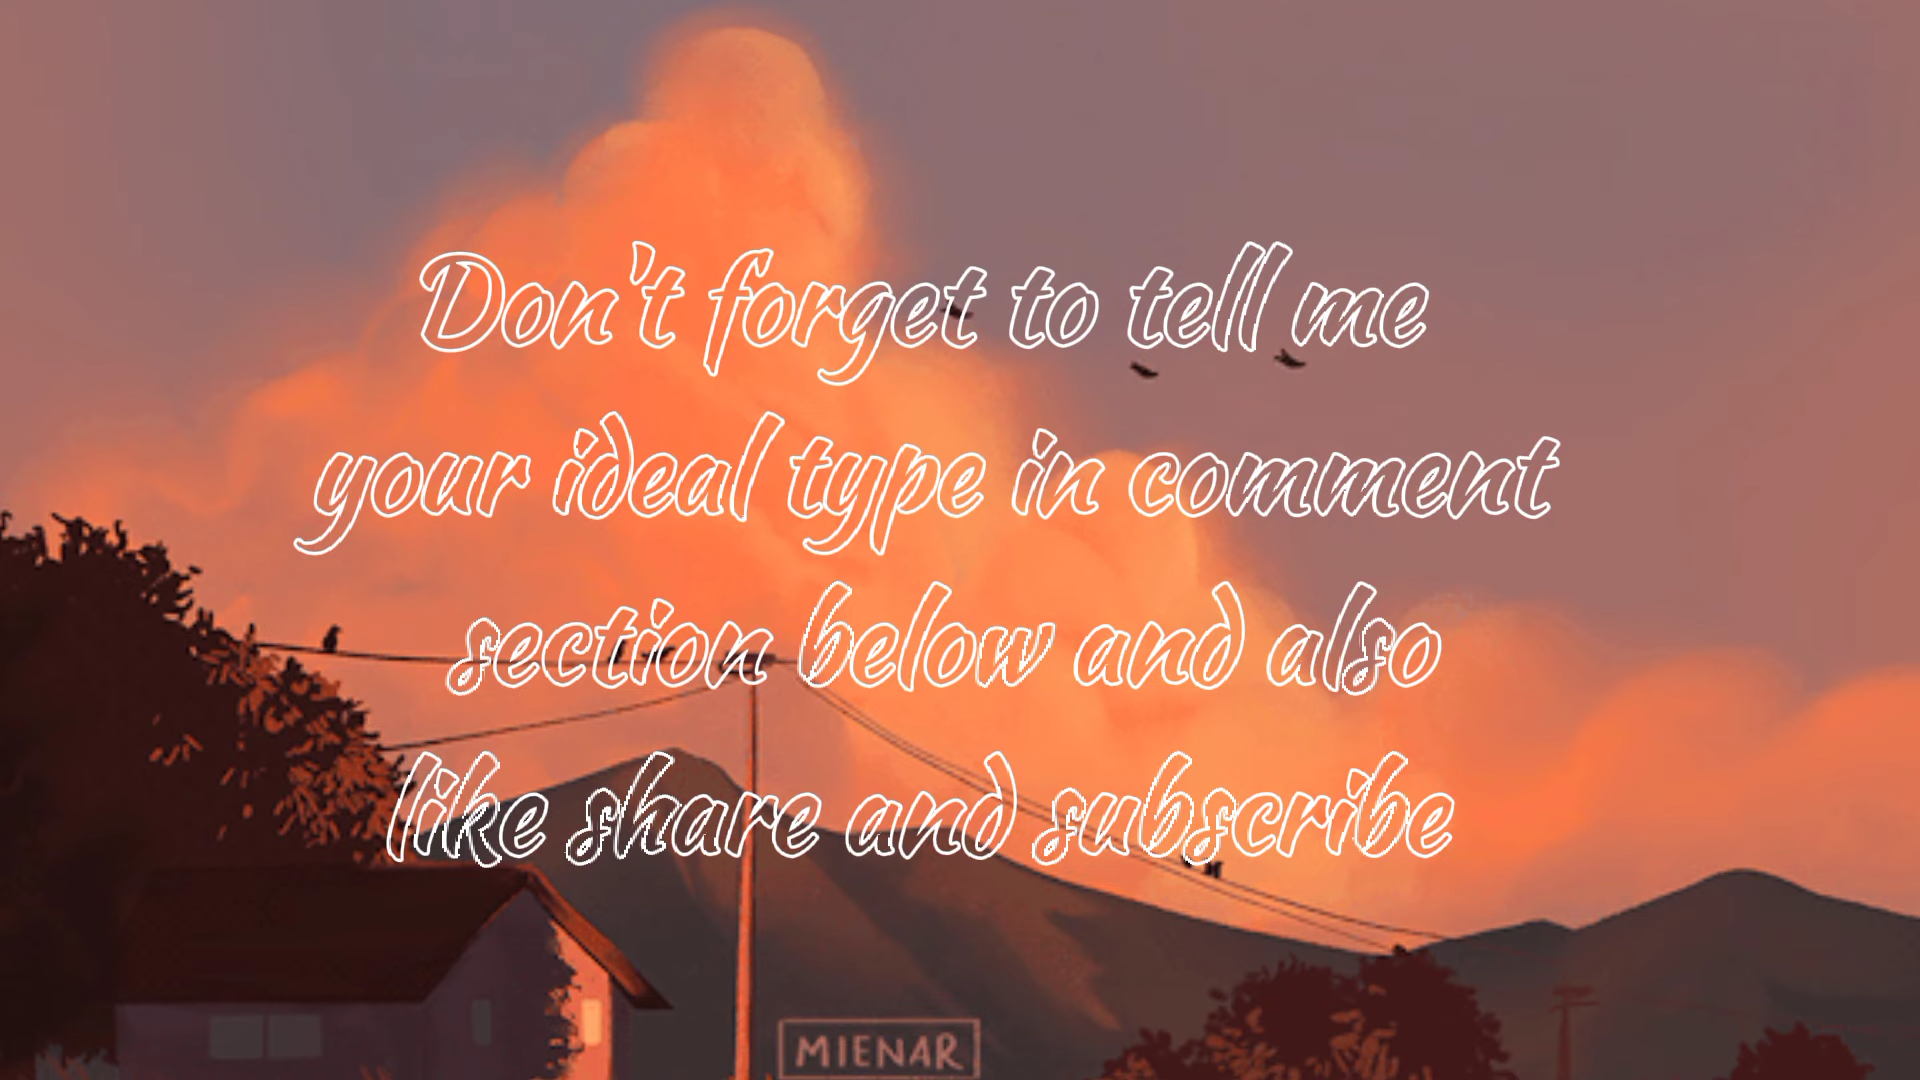 Don't forget to tell me
your ideal type in comment
section below and also
like share and subscribe
MIENAR